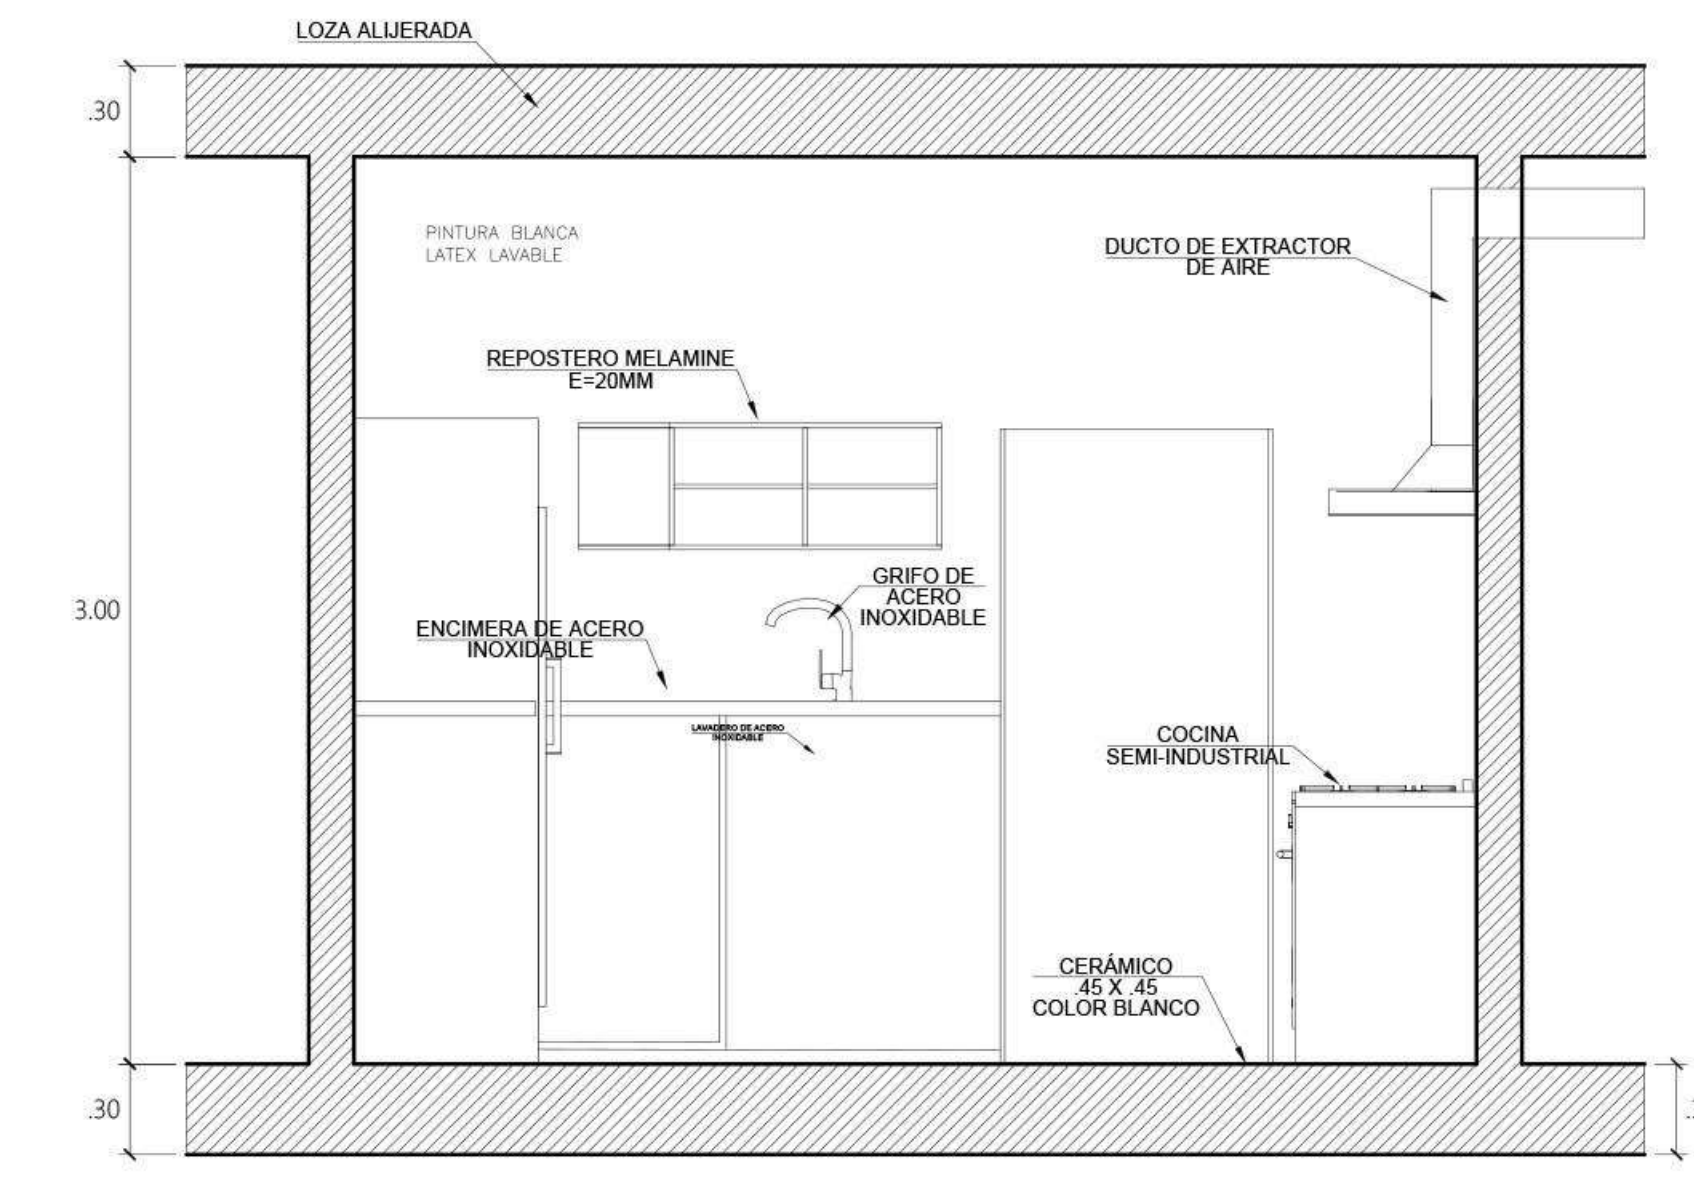 LOZA ALIJERADA
.30
PINTURA BLANCA
LATEX LAVABLE
DUCTO DE EXTRACTOR
DE AIRE
REPOSTERO MELAMINE
E=20MM
GRIFO DE
ACERO
INOXIDABLE
3.00
ENCIMERA DE ACERO
INOXIDABLE
LAVADERO DE ACERO
INOXIDABLE
COCINA
SEMI-INDUSTRIAL
CERÁMICO
.45 X .45
COLOR BLANCO
.30